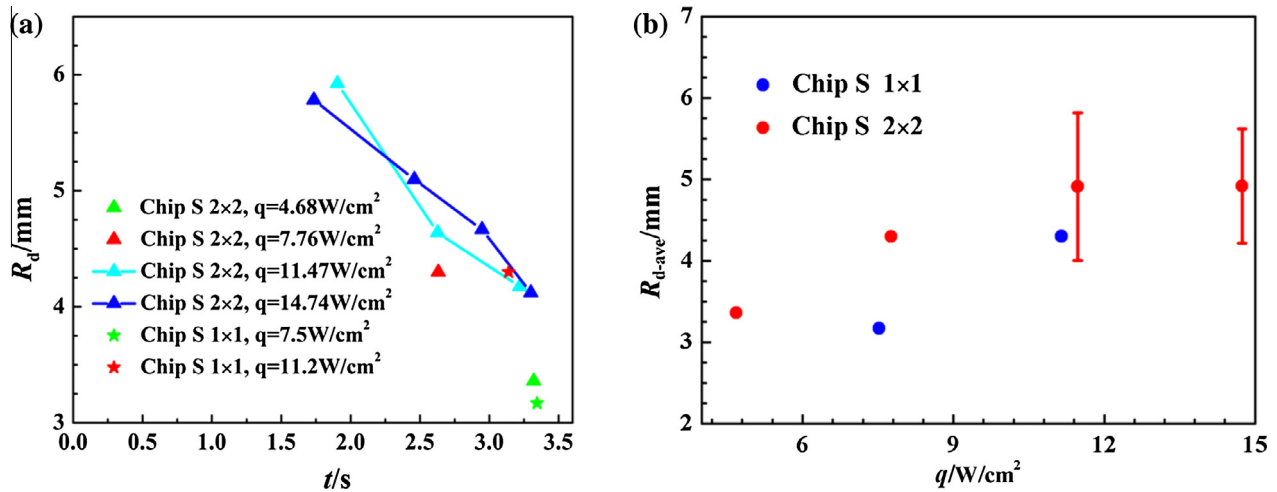 (a)
6
5
4
3
R_d/mm
Chip S 2×2, q=4.68W/cm²
Chip S 2×2, q=7.76W/cm²
Chip S 2×2, q=11.47W/cm²
Chip S 2×2, q=14.74W/cm²
Chip S 1×1, q=7.5W/cm²
Chip S 1×1, q=11.2W/cm²
0.0 0.5 1.0 1.5 2.0 2.5 3.0 3.5
t/s
(b)
7
6
5
4
3
2
R_d-ave/mm
Chip S 1×1
Chip S 2×2
6 9 12 15
q/W/cm²